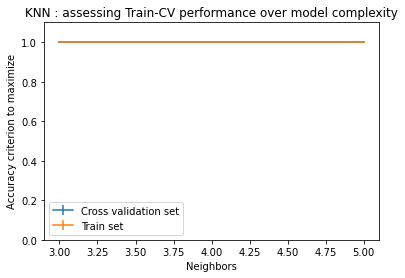 KNN : assessing Train-CV performance over model complexity
Accuracy criterion to maximize
1.0
0.8
0.6
0.4
0.2
0.0
Cross validation set
Train set
3.00 3.25 3.50 3.75 4.00 4.25 4.50 4.75 5.00
Neighbors